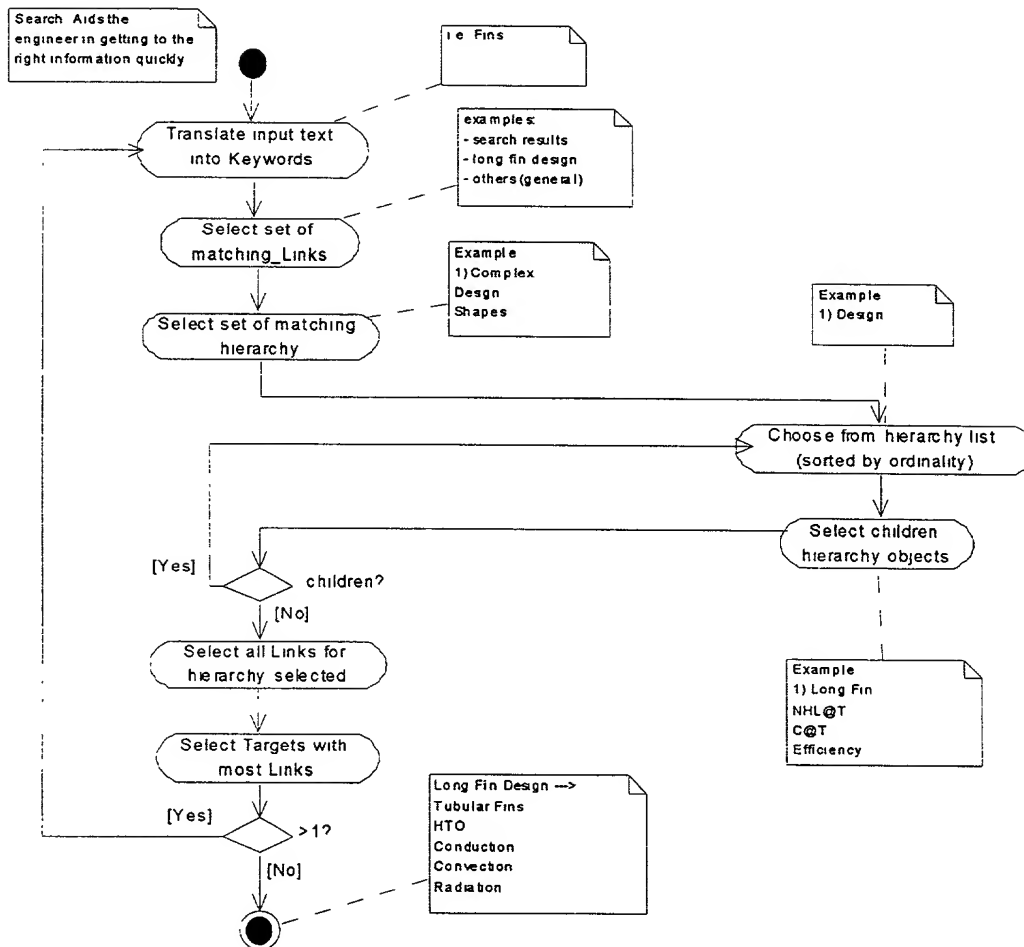 Search Aids the
engineer in getting to the
right information quickly
i e Fins
Translate input text
into Keywords
examples:
- search results
- long fin design
- others (general)
Select set of
matching_Links
Example
1) Complex
Design
Shapes
Select set of matching
hierarchy
Example
1) Design
Choose from hierarchy list
(sorted by ordinality)
Select children
hierarchy objects
[Yes]
children?
[No]
Select all Links for
hierarchy selected
Example
1) Long Fin
NHL@T
C@T
Efficiency
Select Targets with
most Links
[Yes]
>1?
[No]
Long Fin Design --->
Tubular Fins
HTO
Conduction
Convection
Radiation